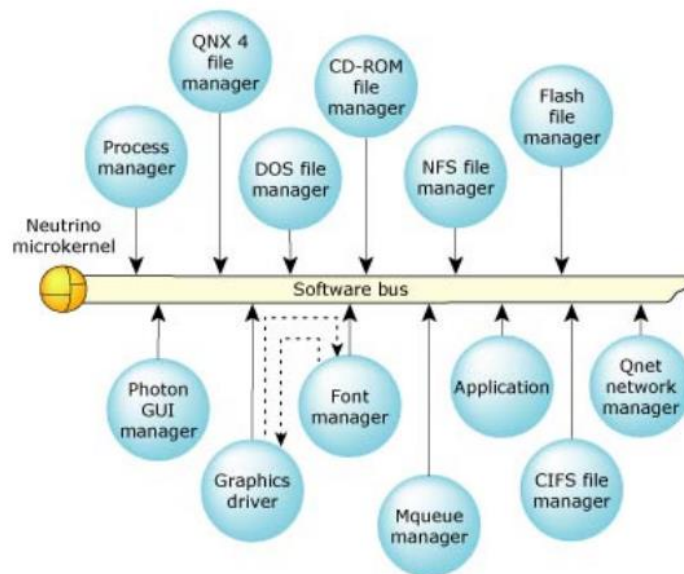 QNX 4
file
manager
CD-ROM
file
manager
Flash
file
manager
Process
manager
DOS file
manager
NFS file
manager
Neutrino
microkernel
Software bus
Photon
GUI
manager
Font
manager
Application
Qnet
network
manager
Graphics
driver
Mqueue
manager
CIFS file
manager